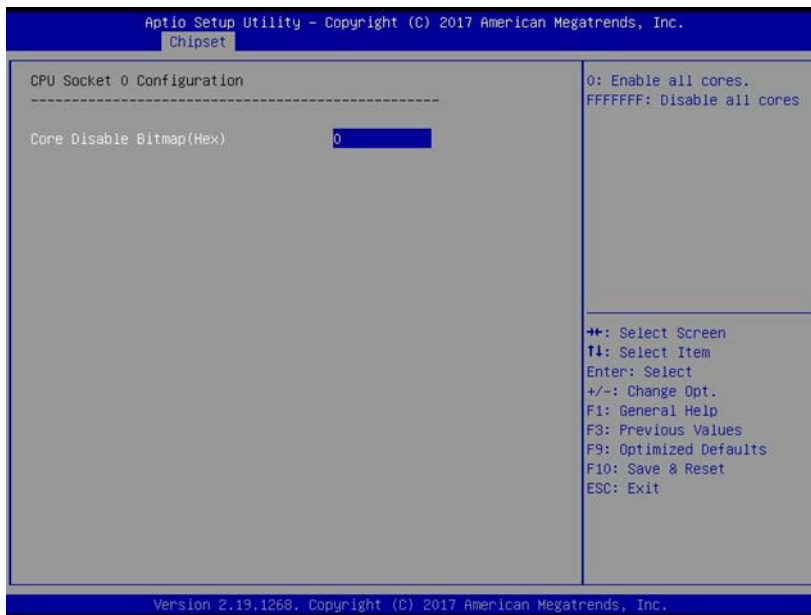 Aptio Setup Utility – Copyright (C) 2017 American Megatrends, Inc.
Chipset
CPU Socket 0 Configuration
--------------------------------------------------
Core Disable Bitmap(Hex) 0
0: Enable all cores.
FFFFFFF: Disable all cores
→←: Select Screen
↑↓: Select Item
Enter: Select
+/-: Change Opt.
F1: General Help
F3: Previous Values
F9: Optimized Defaults
F10: Save & Reset
ESC: Exit
Version 2.19.1268. Copyright (C) 2017 American Megatrends, Inc.